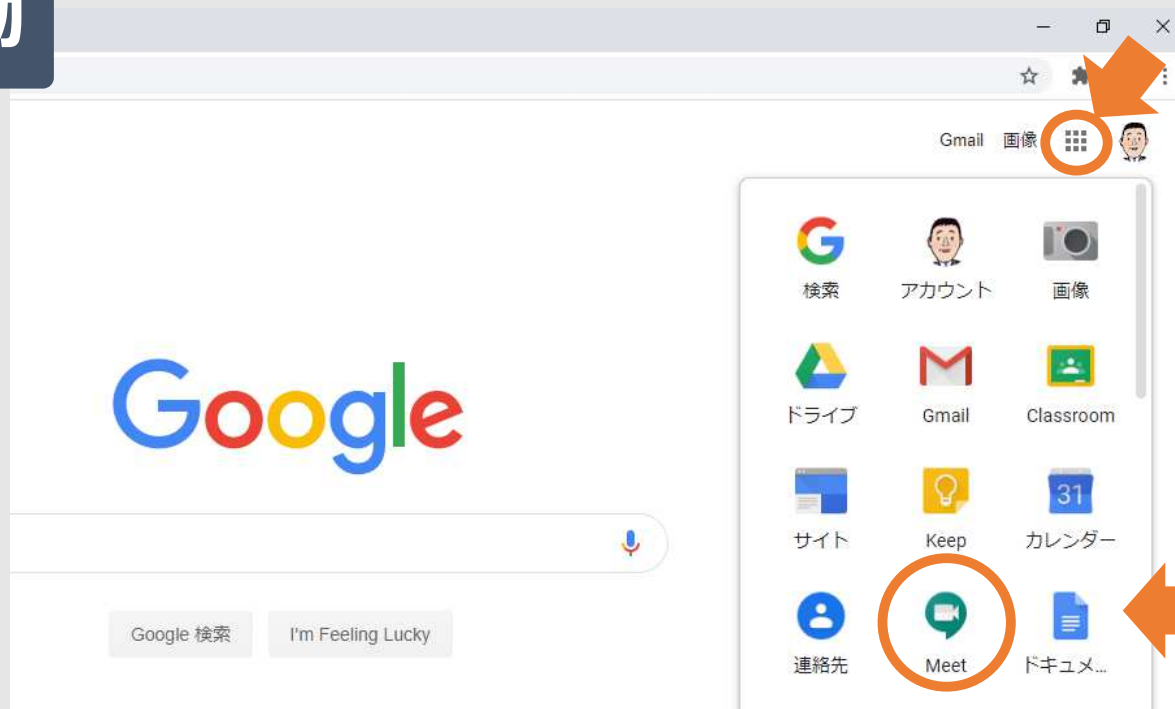 動
Gmail 画像
検索 アカウント 画像
ドライブ Gmail Classroom
31
サイト Keep カレンダー
Google
連絡先 Meet ドキュメ...
Google 検索 I'm Feeling Lucky